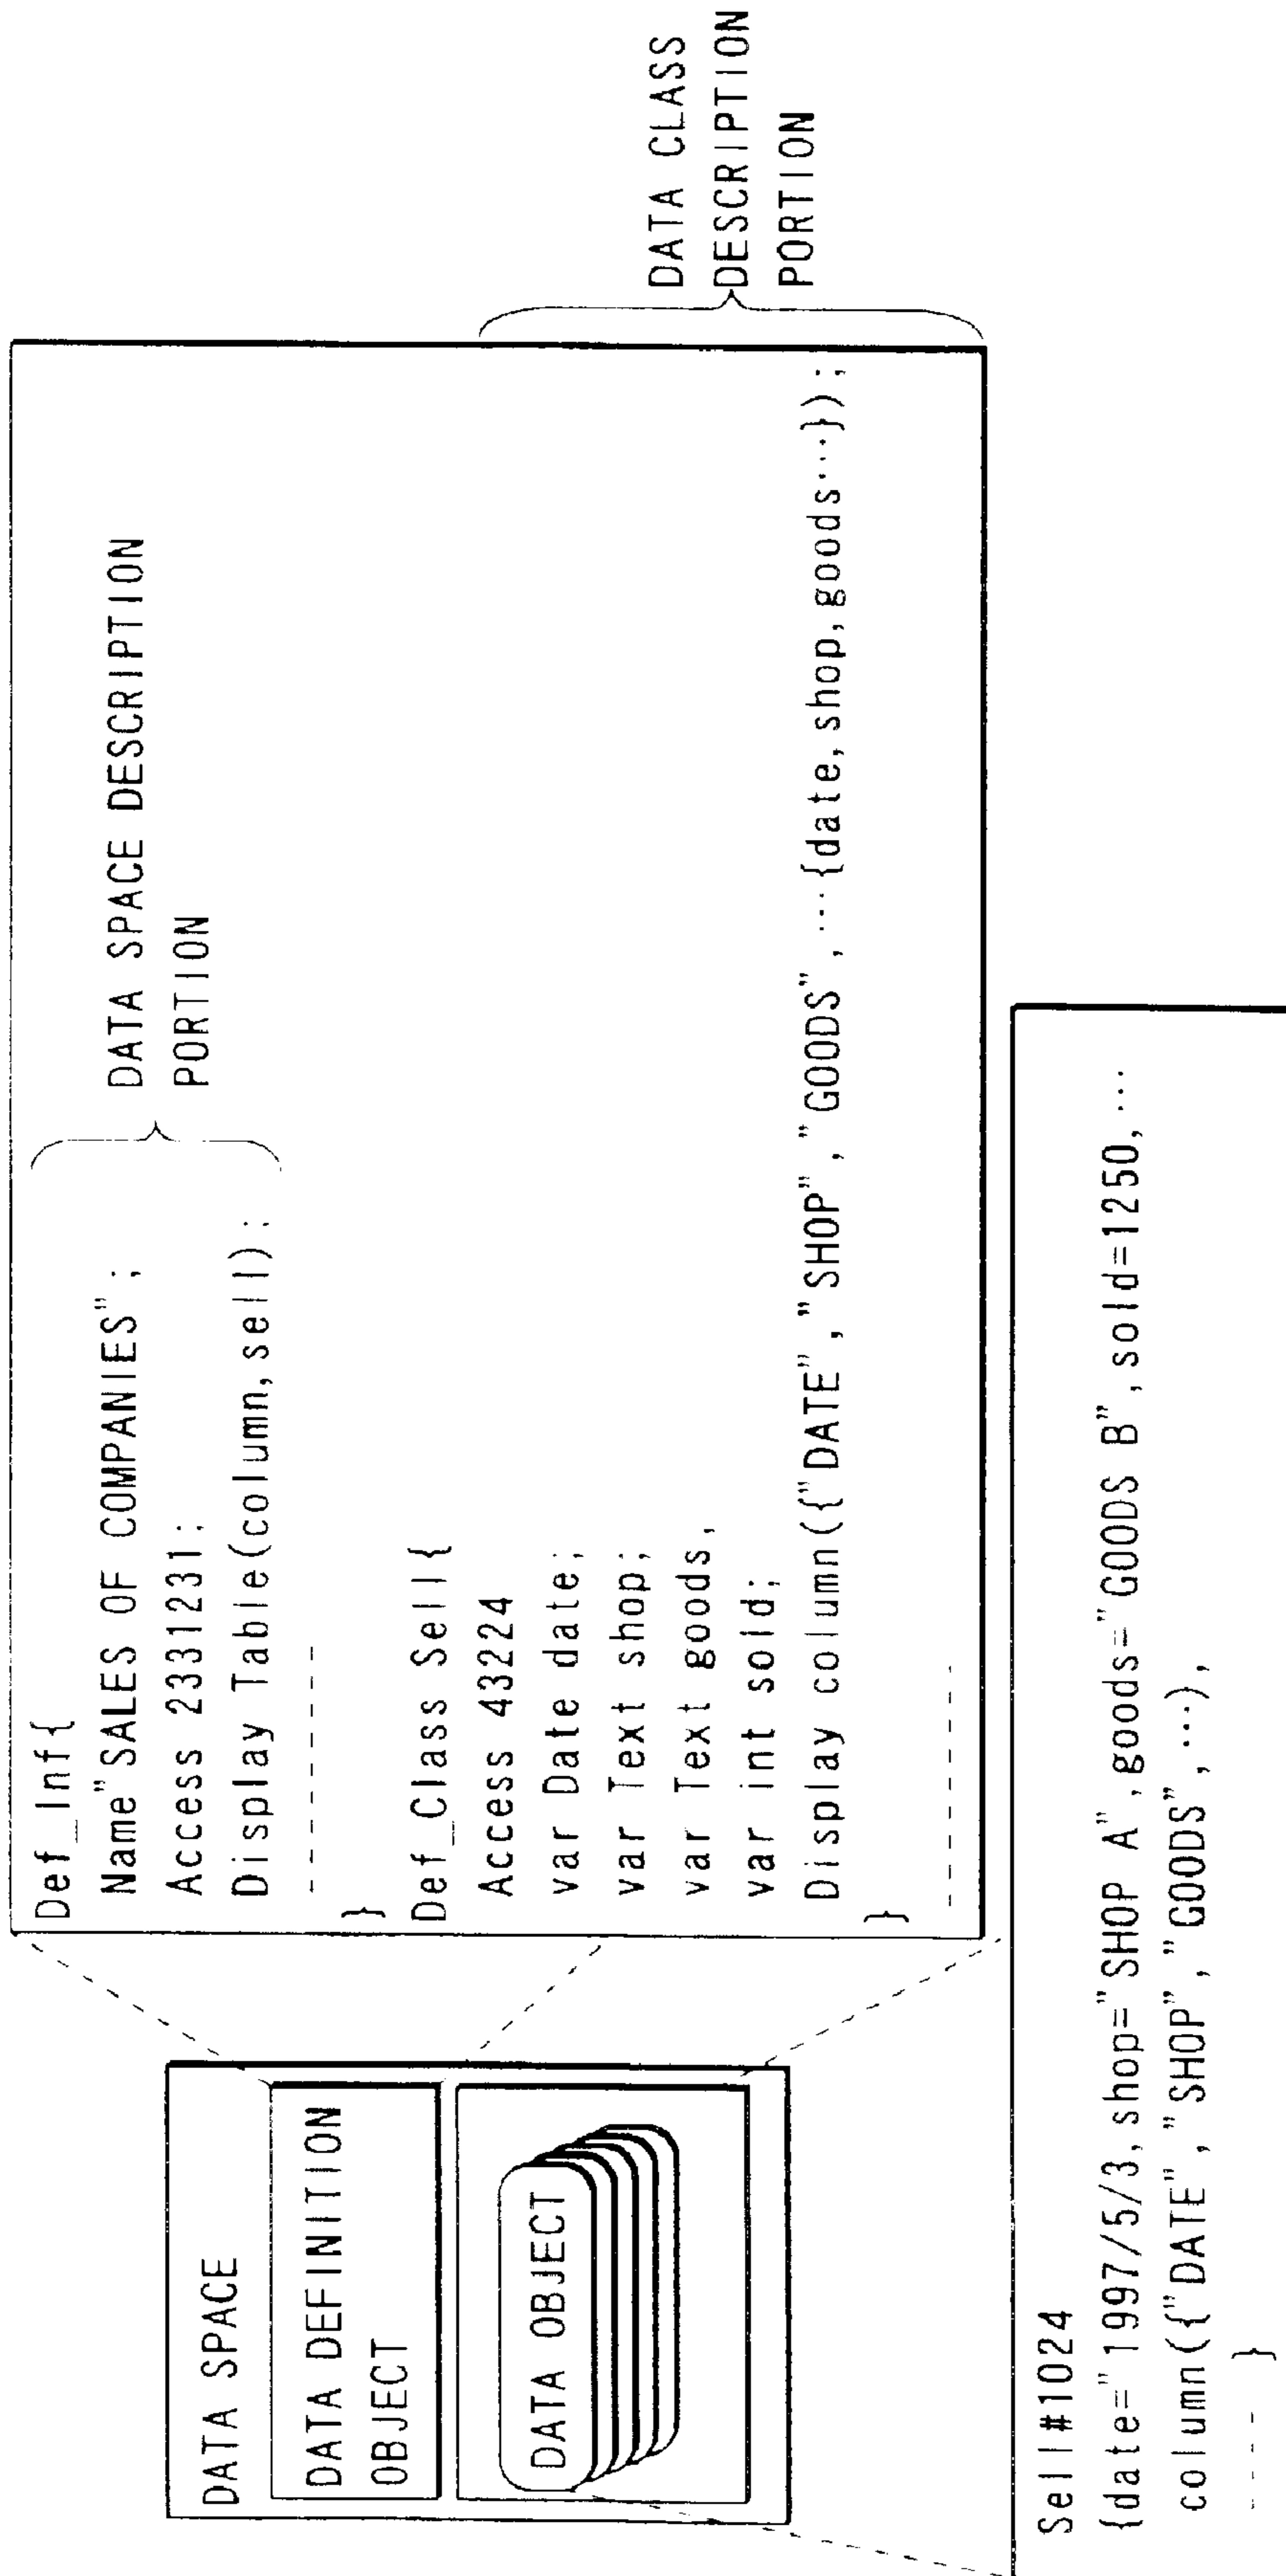 DATA SPACE
DATA DEFINITION
OBJECT
DATA OBJECT
Def_Inf{
Name"SALES OF COMPANIES";
Access 2331231;
Display Table(column,sell);
-----
}
DATA SPACE DESCRIPTION
PORTION
Def_Class Sell{
Access 43224
var Date date;
var Text shop;
var Text goods,
var int sold;
Display column({"DATE","SHOP","GOODS",···{date,shop,goods···});
}
-----
DATA CLASS
DESCRIPTION
PORTION
Sell#1024
{date="1997/5/3,shop="SHOP A",goods="GOODS B",sold=1250,···
column({"DATE","SHOP","GOODS",···),
-----}